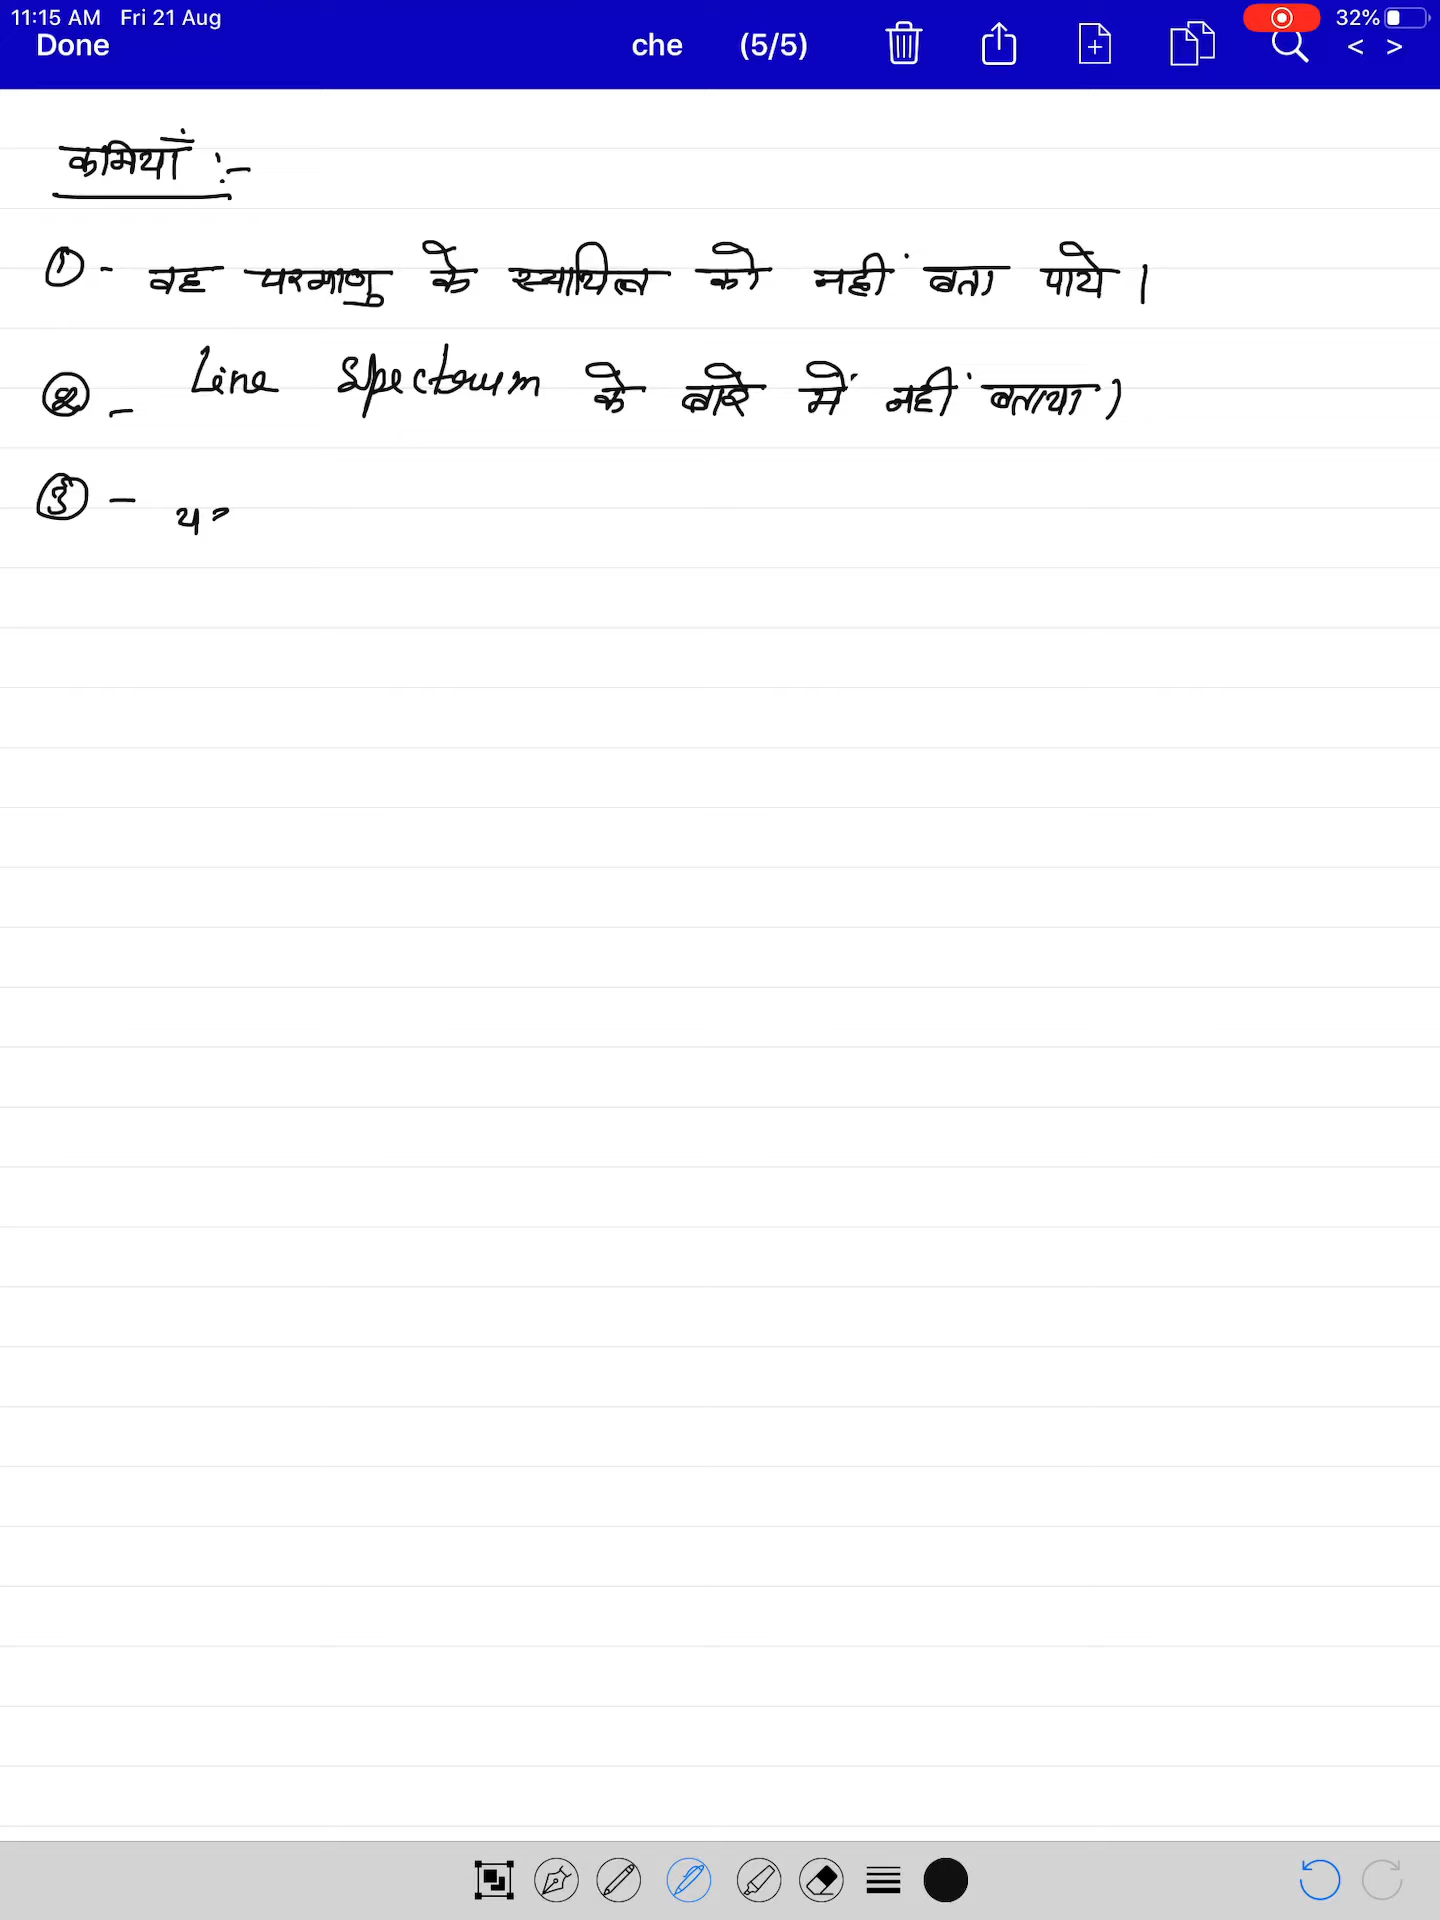 11:15 AM Fri 21 Aug 32%
Done che (5/5) < >
कमियाँ :-
① - वह परमाणु के स्थायित्व को नहीं बता पाये।
② - Line Spectrum के बारे में नहीं बताया।
③ -